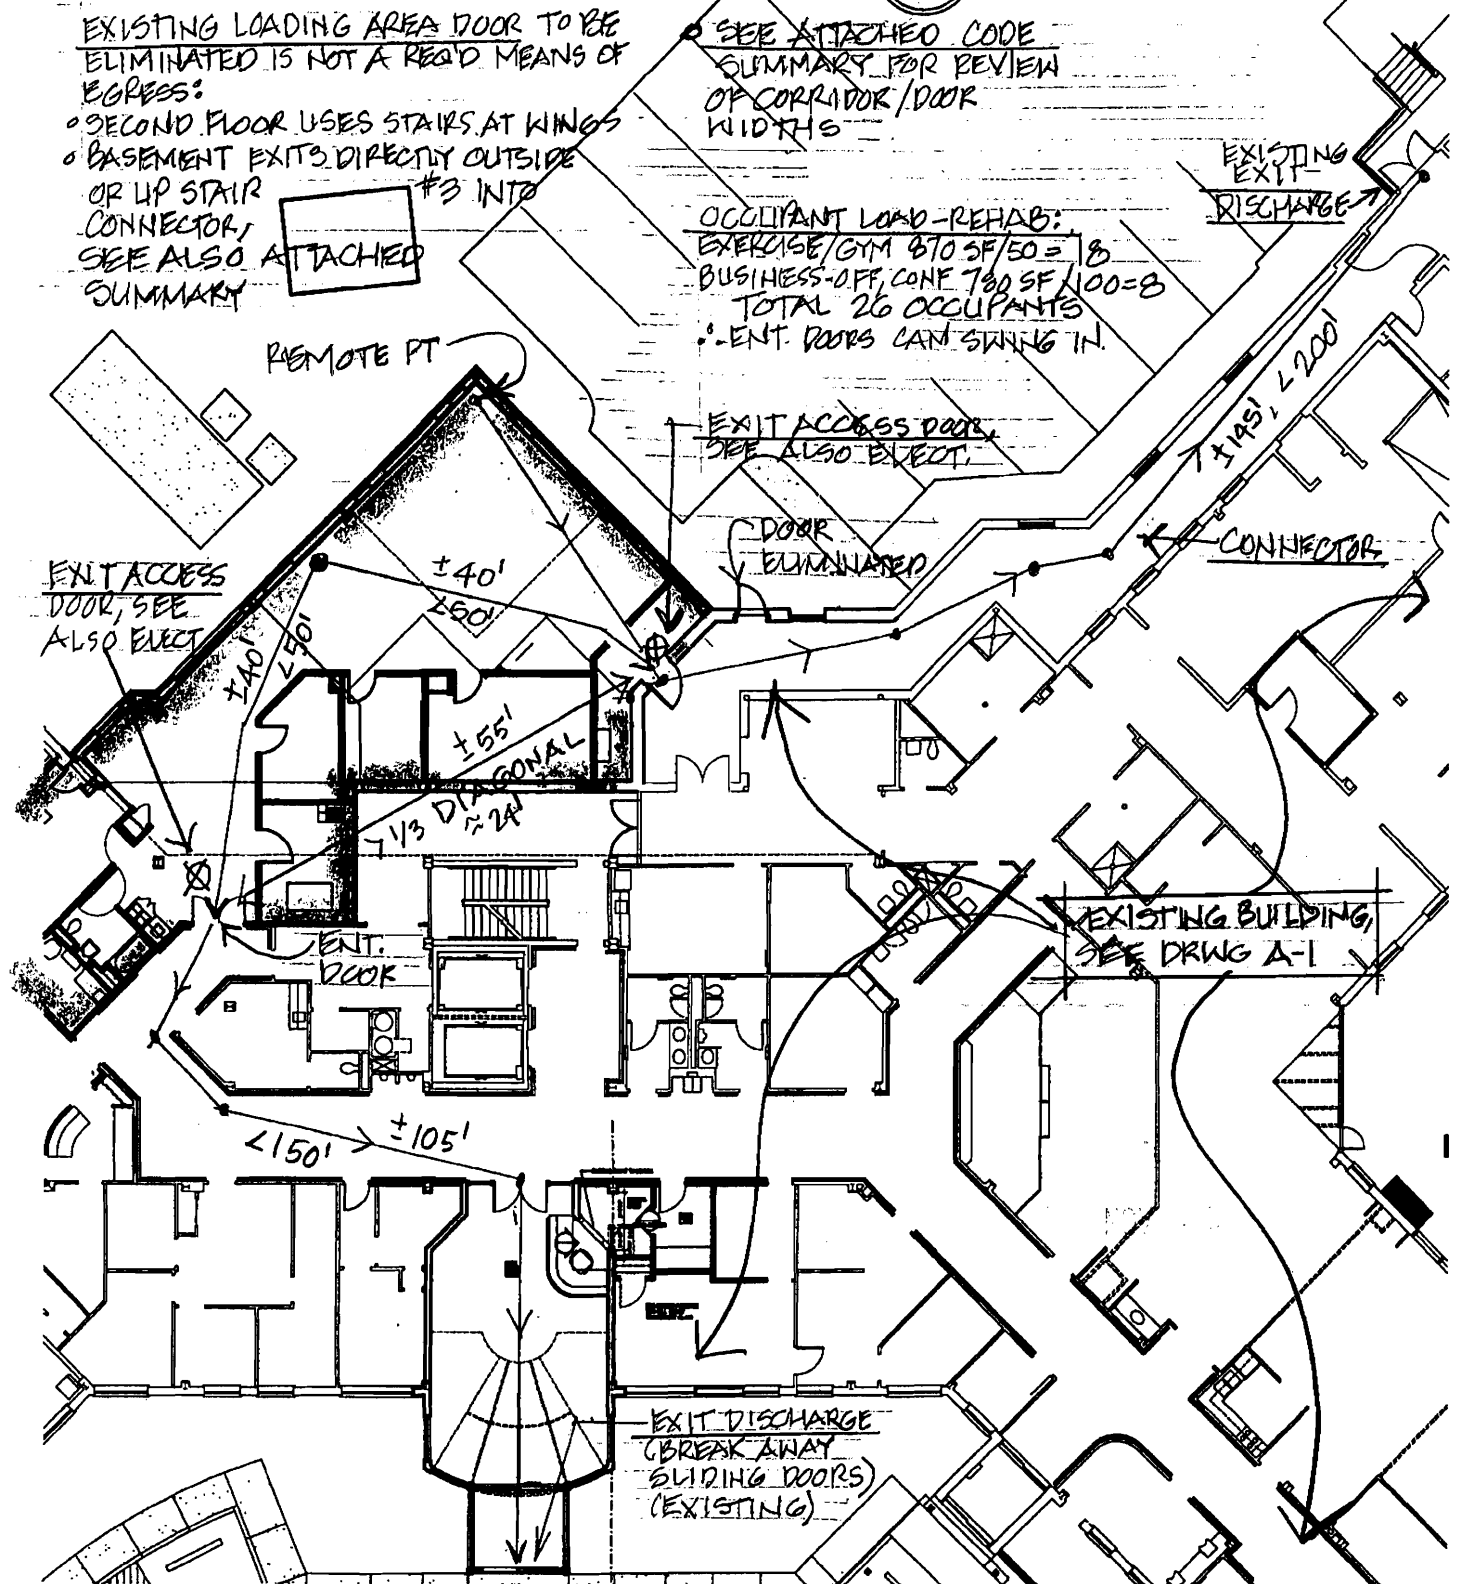 EXISTING LOADING AREA DOOR TO BE
ELIMINATED IS NOT A REQ'D MEANS OF
EGRESS:
• SECOND FLOOR USES STAIRS AT WINGS
• BASEMENT EXITS DIRECTLY OUTSIDE
OR UP STAIR #3 INTO
CONNECTOR,
SEE ALSO ATTACHED
SUMMARY
• SEE ATTACHED CODE
SUMMARY FOR REVIEW
OF CORRIDOR/DOOR
WIDTHS
EXISTING
EXIT
DISCHARGE
OCCUPANT LOAD-REHAB:
EXERCISE/GYM 870 SF/50 = 18
BUSINESS-OFF, CONF 780 SF/100=8
TOTAL 26 OCCUPANTS
∴ ENT. DOORS CAN SWING IN.
REMOTE PT
EXIT ACCESS DOOR,
SEE ALSO ELECT.
±145', <200'
DOOR
ELIMINATED
CONNECTOR
EXIT ACCESS
DOOR, SEE
ALSO ELECT
±40'
<50'
±40'
<50'
±55'
DIAGONAL
>1/3 ≈ 24'
ENT.
DOOR
EXISTING BUILDING,
SEE DRWG A-1
<150' ±105'
EXIT DISCHARGE
(BREAK AWAY
SLIDING DOORS)
(EXISTING)